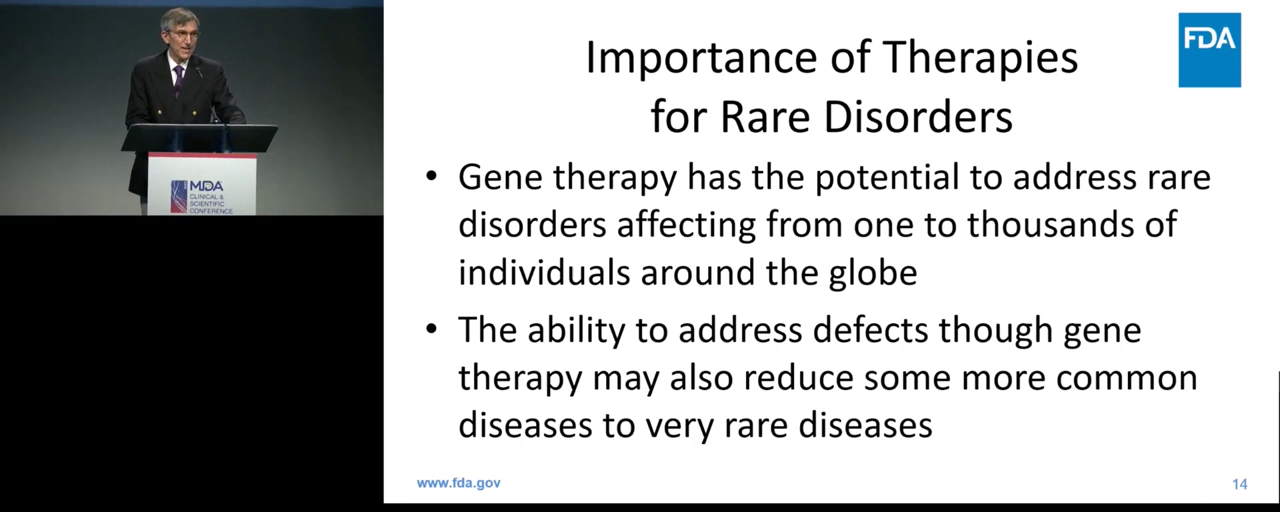 MDA
CLINICAL &
SCIENTIFIC
CONFERENCE
FDA
Importance of Therapies
for Rare Disorders
• Gene therapy has the potential to address rare
disorders affecting from one to thousands of
individuals around the globe
• The ability to address defects though gene
therapy may also reduce some more common
diseases to very rare diseases
www.fda.gov
14